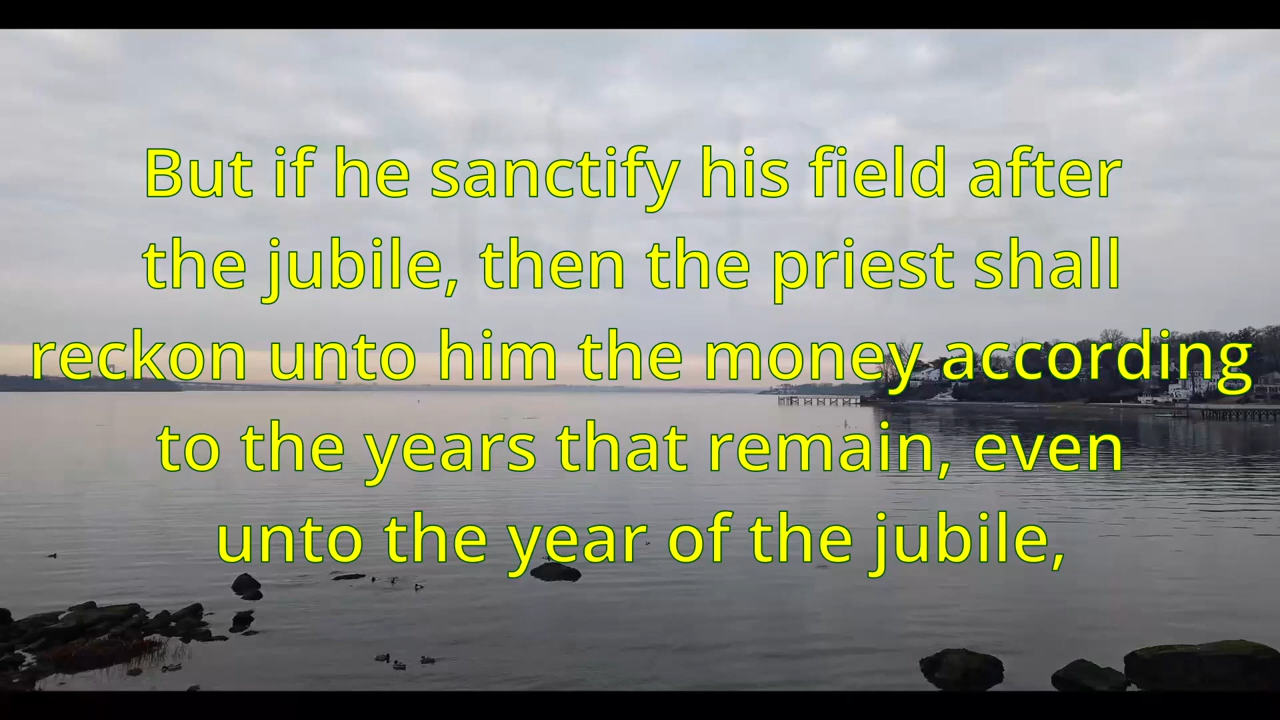 But if he sanctify his field after
the jubile, then the priest shall
reckon unto him the money according
to the years that remain, even
unto the year of the jubile,